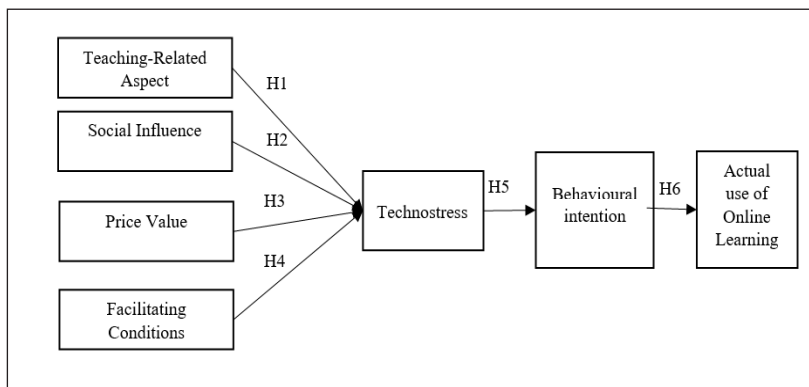 Teaching-Related
Aspect
H1
Social Influence
H2
Price Value
H3
H4
Facilitating
Conditions
Technostress
H5
Behavioural
intention
H6
Actual
use of
Online
Learning